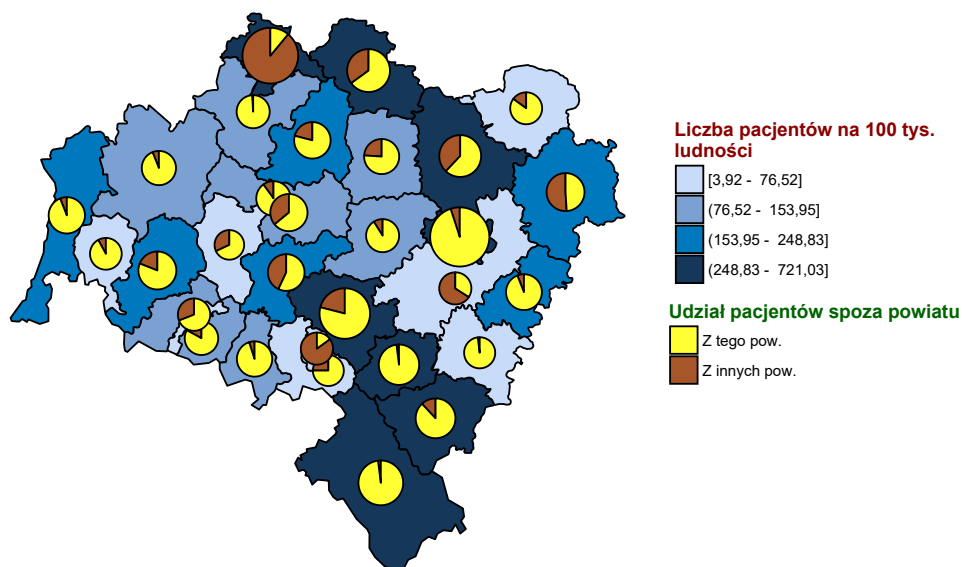 Liczba pacjentów na 100 tys.
ludności
[3,92 - 76,52]
(76,52 - 153,95]
(153,95 - 248,83]
(248,83 - 721,03]
Udział pacjentów spoza powiatu
Z tego pow.
Z innych pow.